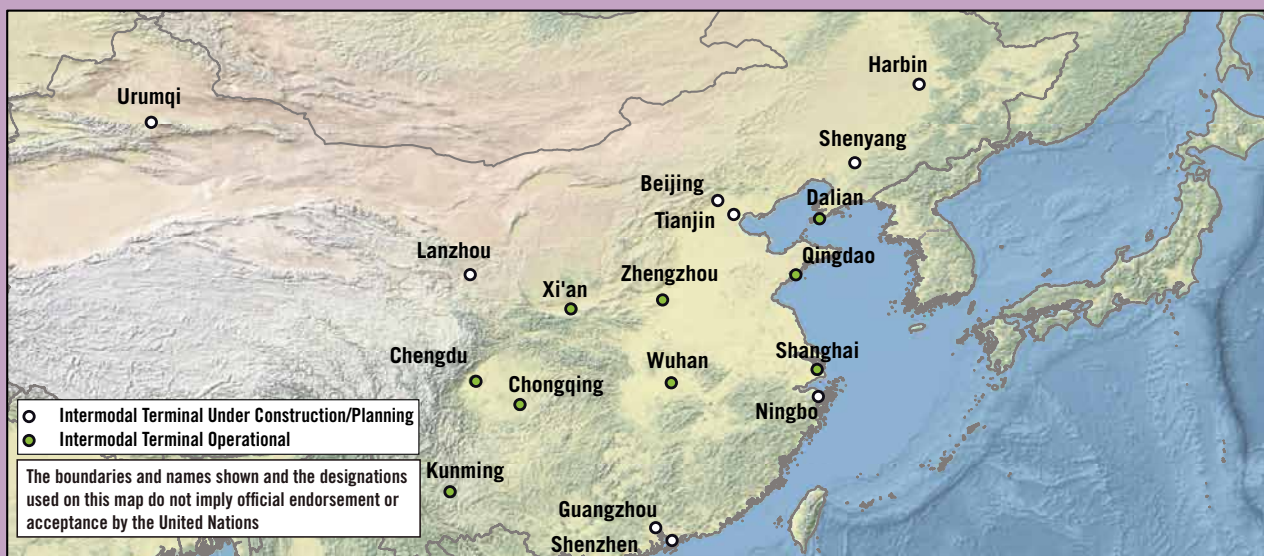 Harbin
Urumqi
Shenyang
Beijing
Dalian
Tianjin
Lanzhou
Qingdao
Zhengzhou
Xi'an
Chengdu
Wuhan
Shanghai
Chongqing
Ningbo
Intermodal Terminal Under Construction/Planning
Intermodal Terminal Operational
The boundaries and names shown and the designations
used on this map do not imply official endorsement or
acceptance by the United Nations
Kunming
Guangzhou
Shenzhen